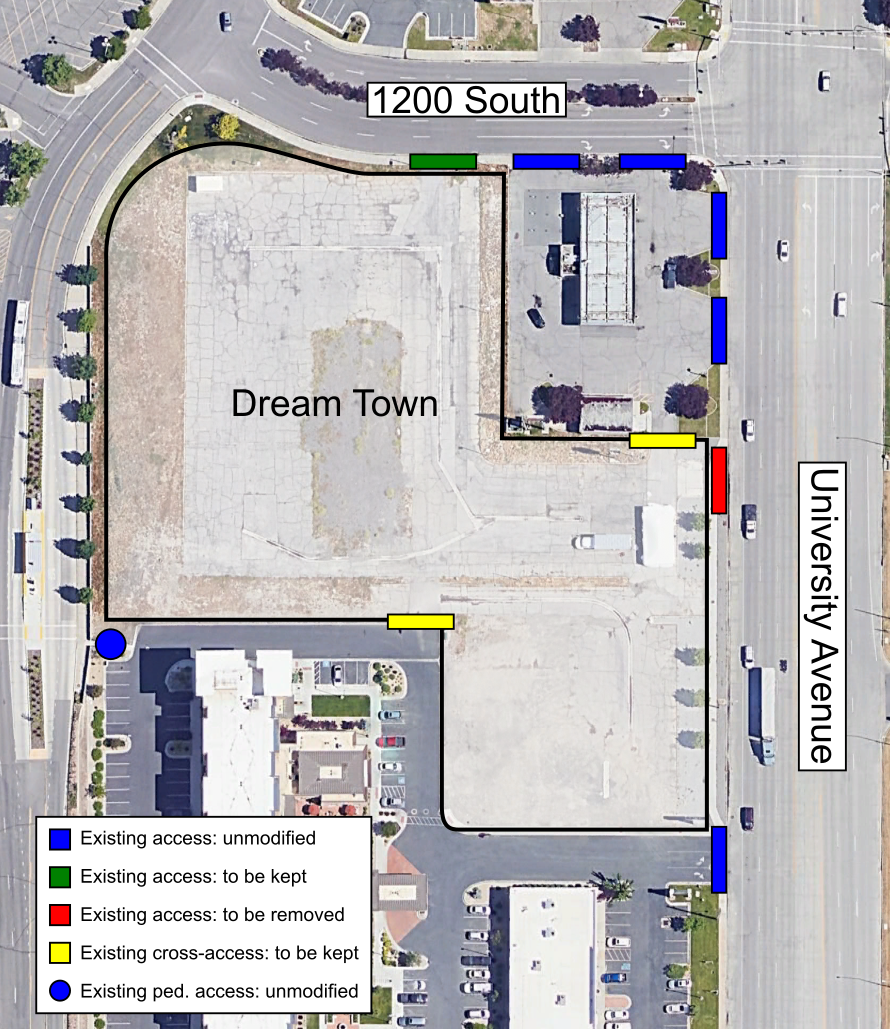 1200 South
Dream Town
University Avenue
Existing access: unmodified
Existing access: to be kept
Existing access: to be removed
Existing cross-access: to be kept
Existing ped. access: unmodified